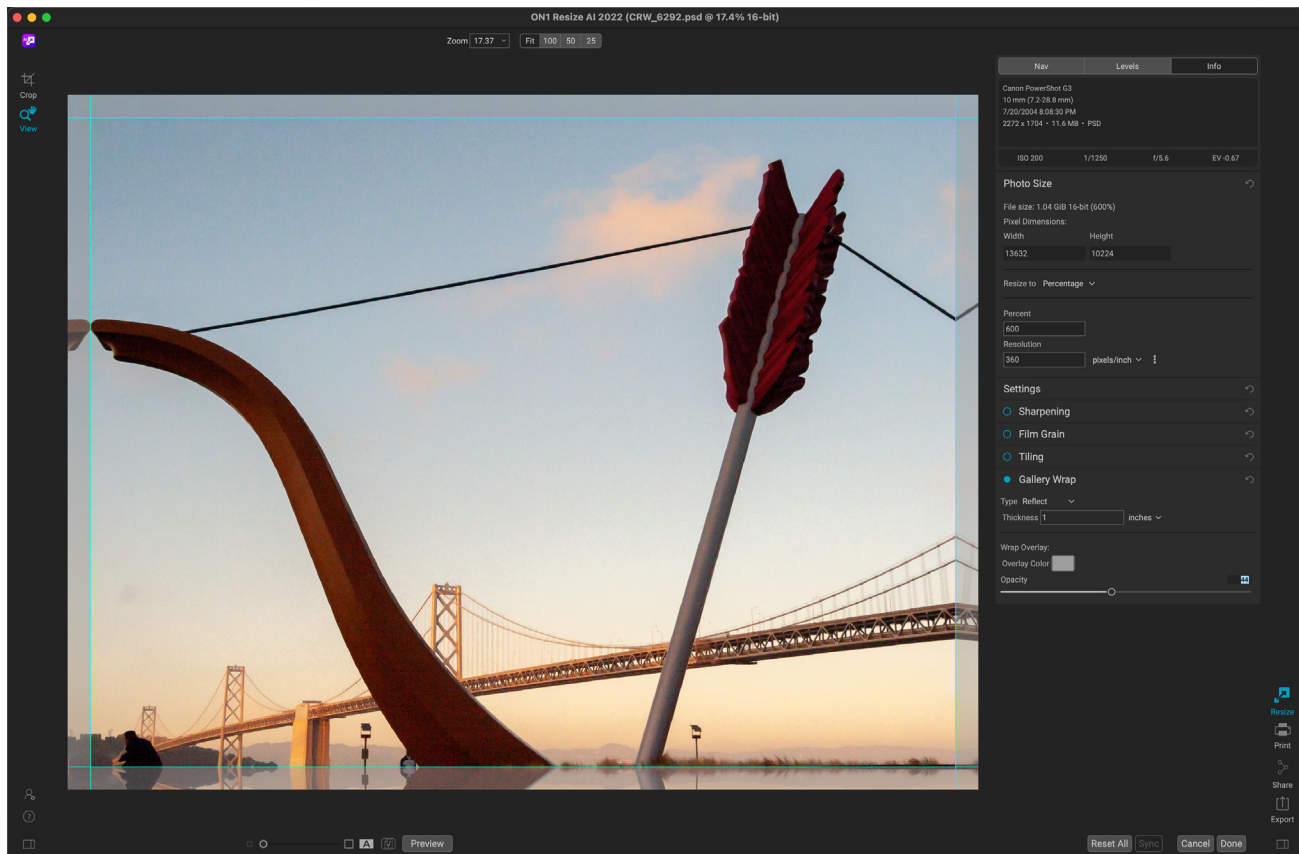 ON1 Resize AI 2022 (CRW_6292.psd @ 17.4% 16-bit)
Zoom 17.37 Fit 100 50 25
Crop
View
Nav Levels Info
Canon PowerShot G3
10 mm (7.2-28.8 mm)
7/20/2004 8:08:30 PM
2272 x 1704 • 11.6 MB • PSD
ISO 200 1/1250 f/5.6 EV -0.67
Photo Size
File size: 1.04 GiB 16-bit (600%)
Pixel Dimensions:
Width Height
13632 10224
Resize to Percentage
Percent
600
Resolution
360 pixels/inch
Settings
Sharpening
Film Grain
Tiling
Gallery Wrap
Type Reflect
Thickness 1 inches
Wrap Overlay:
Overlay Color
Opacity 44
Resize
Print
Share
Export
?
A Preview Reset All Sync Cancel Done